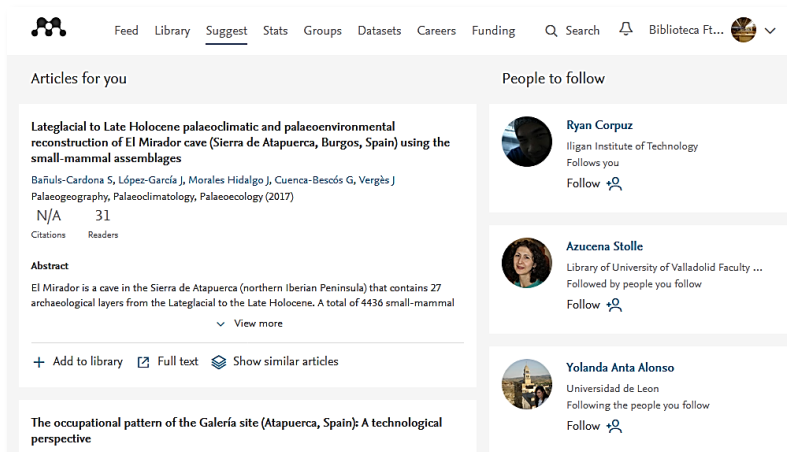 Feed Library Suggest Stats Groups Datasets Careers Funding Search Biblioteca Ft...
Articles for you
Lateglacial to Late Holocene palaeoclimatic and palaeoenvironmental
reconstruction of El Mirador cave (Sierra de Atapuerca, Burgos, Spain) using the
small-mammal assemblages
Bañuls-Cardona S, López-García J, Morales Hidalgo J, Cuenca-Bescós G, Vergès J
Palaeogeography, Palaeoclimatology, Palaeoecology (2017)
N/A 31
Citations Readers
Abstract
El Mirador is a cave in the Sierra de Atapuerca (northern Iberian Peninsula) that contains 27
archaeological layers from the Lateglacial to the Late Holocene. A total of 4436 small-mammal
View more
Add to library Full text Show similar articles
The occupational pattern of the Galería site (Atapuerca, Spain): A technological
perspective
People to follow
Ryan Corpuz
Iligan Institute of Technology
Follows you
Follow
Azucena Stolle
Library of University of Valladolid Faculty ...
Followed by people you follow
Follow
Yolanda Anta Alonso
Universidad de Leon
Following the people you follow
Follow